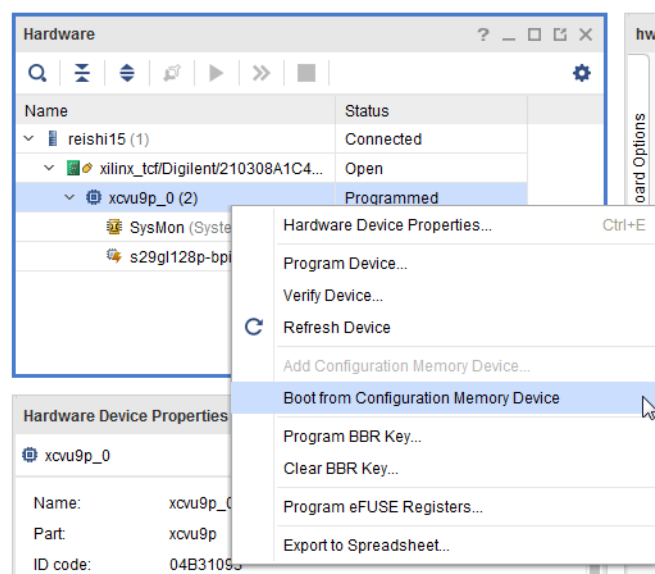 Hardware
hw
Name Status
reishi15 (1) Connected
xilinx_tcf/Digilent/210308A1C4... Open
xcvu9p_0 (2) Programmed
SysMon (Syste
s29gl128p-bpi
oard Options
Hardware Device Properties... Ctrl+E
Program Device...
Verify Device...
Refresh Device
Add Configuration Memory Device...
Boot from Configuration Memory Device
Program BBR Key...
Clear BBR Key...
Program eFUSE Registers...
Export to Spreadsheet...
Hardware Device Properties
xcvu9p_0
Name: xcvu9p_0
Part: xcvu9p
ID code: 04B31093